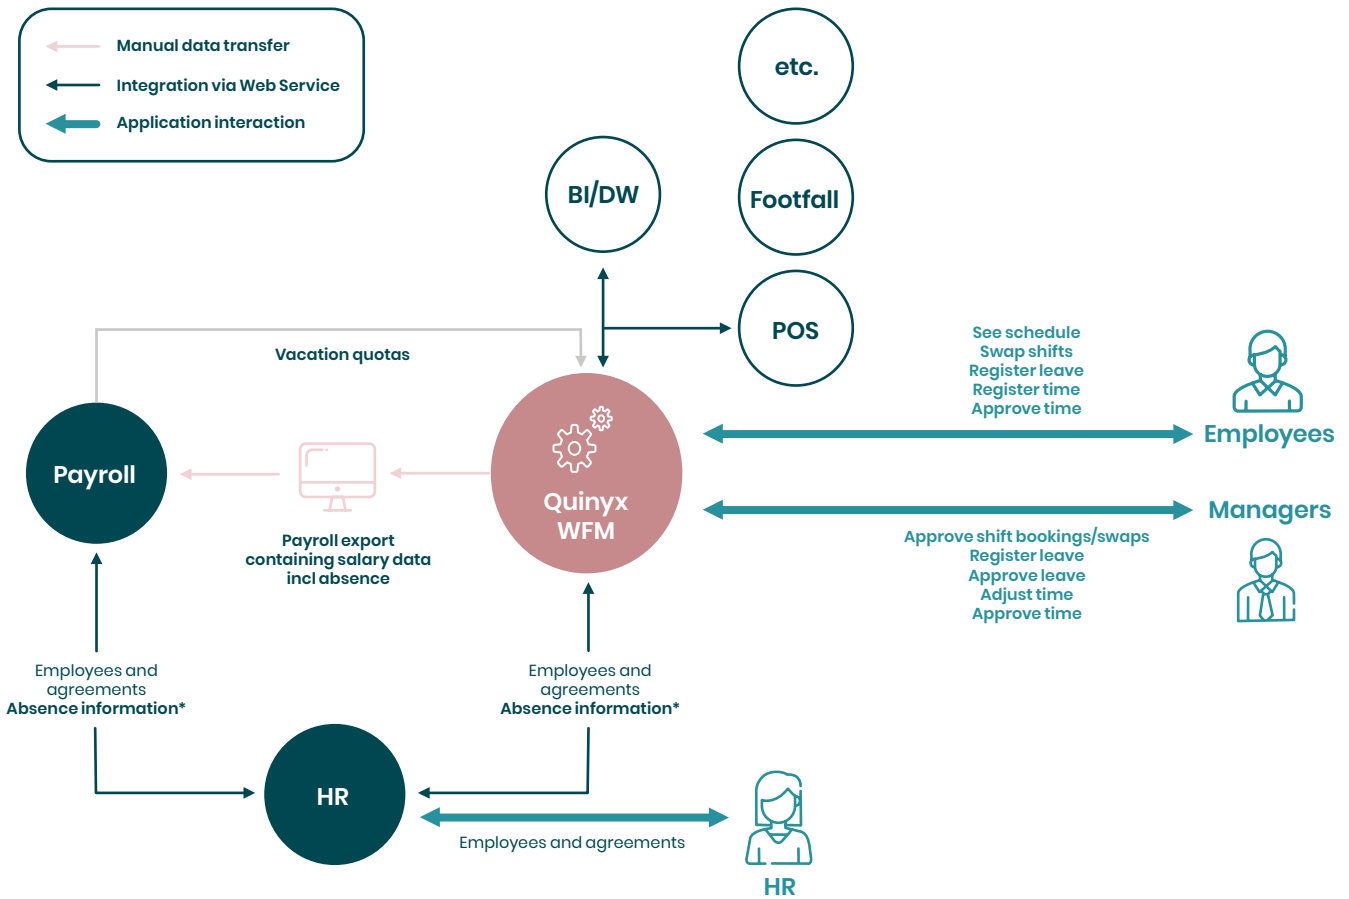 Manual data transfer
Integration via Web Service
Application interaction
etc.
BI/DW
Footfall
POS
Vacation quotas
See schedule
Swap shifts
Register leave
Register time
Approve time
Employees
Payroll
Quinyx
WFM
Payroll export
containing salary data
incl absence
Managers
Approve shift bookings/swaps
Register leave
Approve leave
Adjust time
Approve time
Employees and
agreements
Absence information*
Employees and
agreements
Absence information*
HR
Employees and agreements
HR